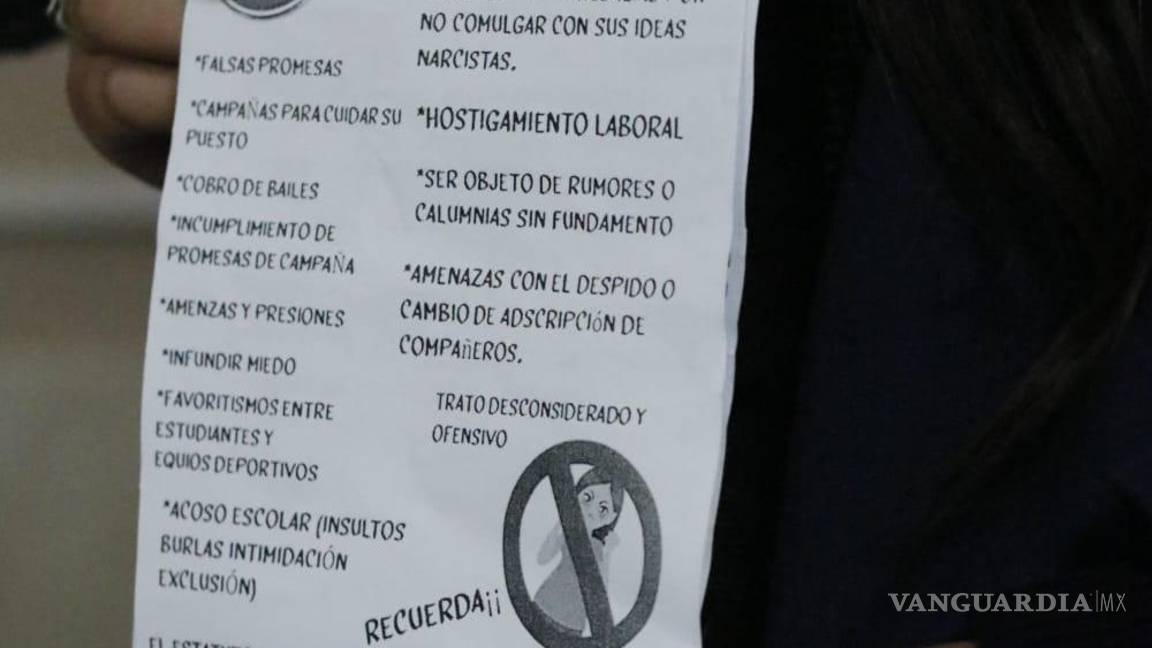 *FALSAS PROMESAS
*CAMPAÑAS PARA CUIDAR SU
PUESTO
*COBRO DE BAILES
*INCUMPLIMIENTO DE
PROMESAS DE CAMPAÑA
*AMENZAS Y PRESIONES
*INFUNDIR MIEDO
*FAVORITISMOS ENTRE
ESTUDIANTES Y
EQUIOS DEPORTIVOS
*ACOSO ESCOLAR (INSULTOS
BURLAS INTIMIDACIÓN
EXCLUSIÓN)
NO COMULGAR CON SUS IDEAS
NARCISTAS.
*HOSTIGAMIENTO LABORAL
*SER OBJETO DE RUMORES O
CALUMNIAS SIN FUNDAMENTO
*AMENAZAS CON EL DESPIDO O
CAMBIO DE ADSCRIPCIÓN DE
COMPAÑEROS.
TRATO DESCONSIDERADO Y
OFENSIVO
RECUERDA¡¡
VANGUARDIA|MX